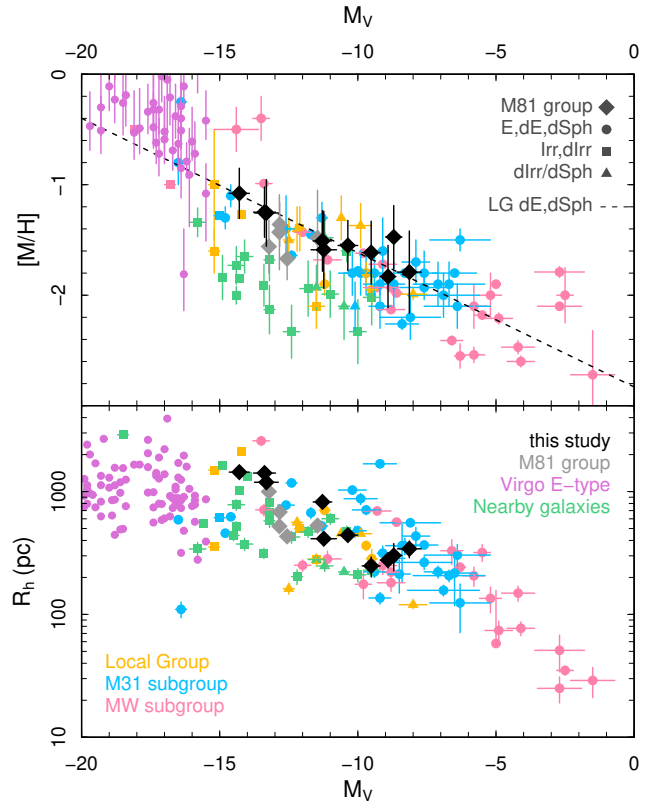 M_V
−20 −15 −10 −5 0
0
−1
−2
[M/H]
M81 group
E,dE,dSph
Irr,dIrr
dIrr/dSph
LG dE,dSph
1000
100
10
R_h (pc)
this study
M81 group
Virgo E−type
Nearby galaxies
Local Group
M31 subgroup
MW subgroup
−20 −15 −10 −5 0
M_V